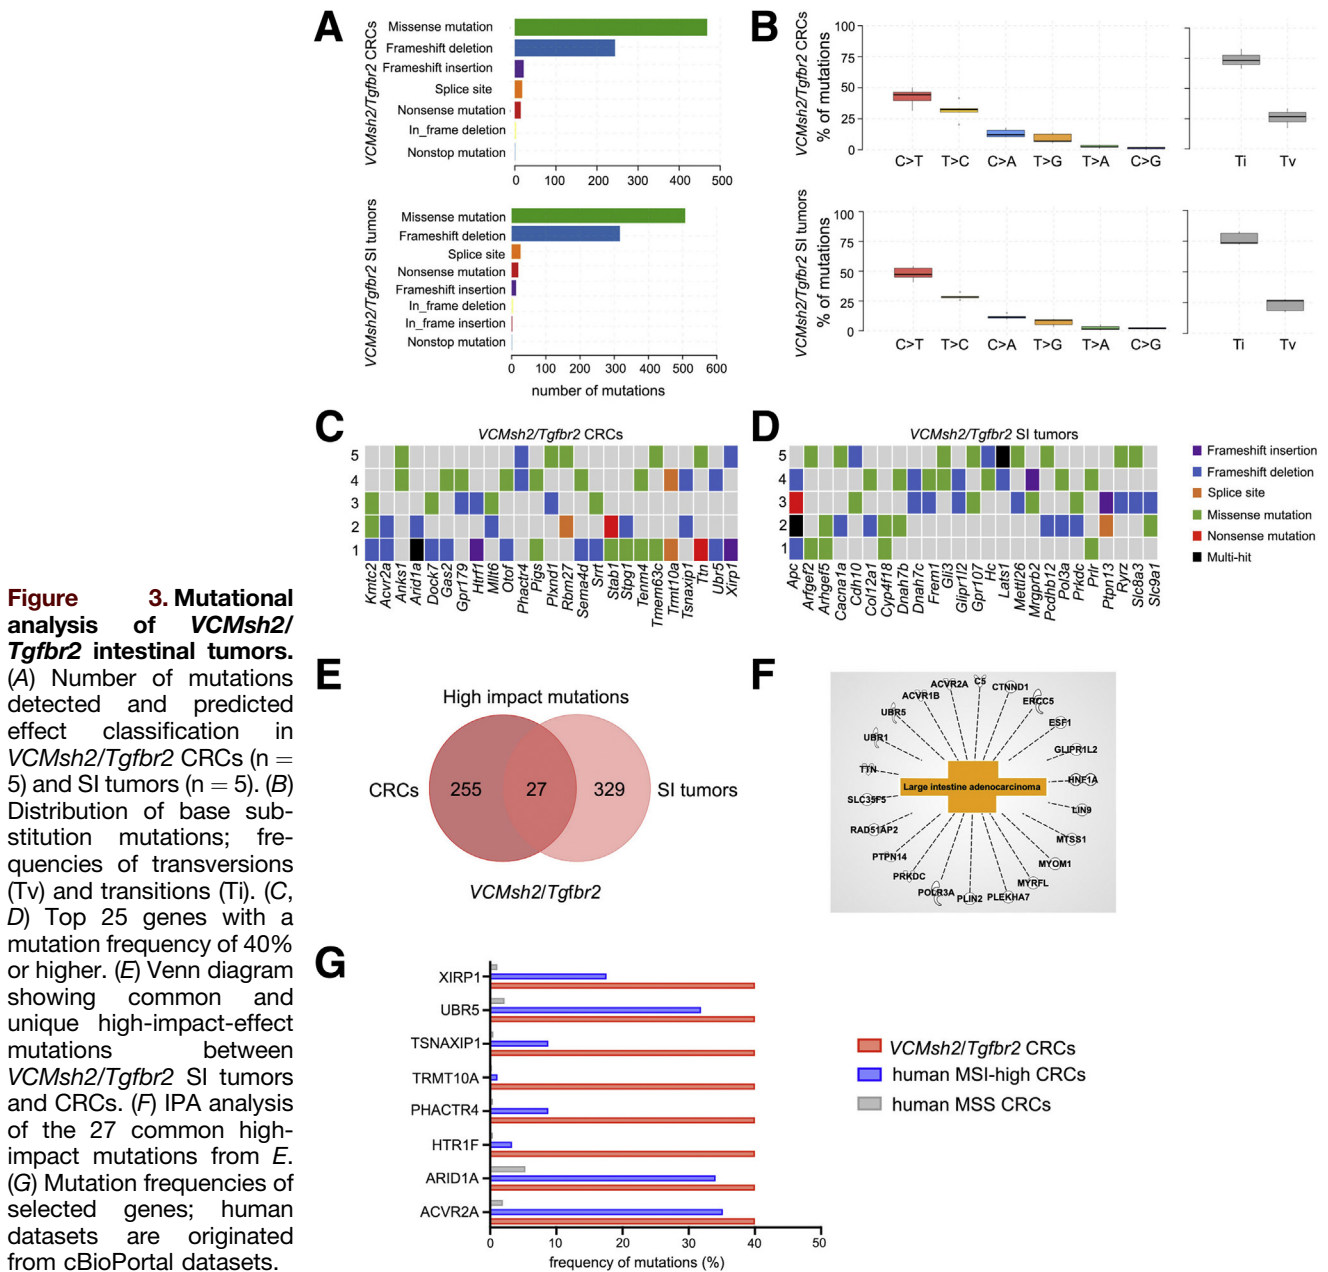 A
VCMsh2/Tgfbr2 CRCs
Missense mutation
Frameshift deletion
Frameshift insertion
Splice site
Nonsense mutation
In_frame deletion
Nonstop mutation
0 100 200 300 400 500
VCMsh2/Tgfbr2 SI tumors
Missense mutation
Frameshift deletion
Splice site
Nonsense mutation
Frameshift insertion
In_frame deletion
In_frame insertion
Nonstop mutation
0 100 200 300 400 500 600
number of mutations
B
VCMsh2/Tgfbr2 CRCs
% of mutations
100
75
50
25
0
C>T T>C C>A T>G T>A C>G Ti Tv
VCMsh2/Tgfbr2 SI tumors
% of mutations
100
75
50
25
0
C>T T>C C>A T>G T>A C>G Ti Tv
C
VCMsh2/Tgfbr2 CRCs
5
4
3
2
1
Kmtc2 Acvr2a Anks1 Arid1a Dock7 Gas2 Gpr179 Htrf1 Mllt6 Otof Phactr4 Pigs Plxnd1 Rbm27 Sema4d Srrt Stab1 Stpg1 Tenm4 Tmem63c Trmt10a Tsnaxip1 Ttn Ubr5 Xirp1
D
VCMsh2/Tgfbr2 SI tumors
5
4
3
2
1
Apc Arfgef2 Arhgef5 Cacna1a Cdh10 Col12a1 Cyp4f18 Dnah7b Dnah7c Frem1 Gli3 Glipr1l2 Gpr107 Hc Lats1 Mettl26 Mrgprb2 Pcdhb12 Pol3a Prkdc Prlr Ptpn13 Ryrz Slc8a3 Slc9a1
Frameshift insertion
Frameshift deletion
Splice site
Missense mutation
Nonsense mutation
Multi-hit
E
High impact mutations
CRCs 255 27 329 SI tumors
VCMsh2/Tgfbr2
F
ACVR2A C5 CTNND1
ACVR1B ERCC5
UBR5 ESF1
UBR1 GLIPR1L2
TTN HNF1A
Large intestine adenocarcinoma
SLC35F5 LIN9
RAD51AP2 MTSS1
PTPN14 MYOM1
PRKDC MYRFL
POLR3A PLIN2 PLEKHA7
G
XIRP1
UBR5
TSNAXIP1
TRMT10A
PHACTR4
HTR1F
ARID1A
ACVR2A
0 10 20 30 40 50
frequency of mutations (%)
VCMsh2/Tgfbr2 CRCs
human MSI-high CRCs
human MSS CRCs
Figure 3. Mutational
analysis of VCMsh2/
Tgfbr2 intestinal tumors.
(A) Number of mutations
detected and predicted
effect classification in
VCMsh2/Tgfbr2 CRCs (n =
5) and SI tumors (n = 5). (B)
Distribution of base sub-
stitution mutations; fre-
quencies of transversions
(Tv) and transitions (Ti). (C,
D) Top 25 genes with a
mutation frequency of 40%
or higher. (E) Venn diagram
showing common and
unique high-impact-effect
mutations between
VCMsh2/Tgfbr2 SI tumors
and CRCs. (F) IPA analysis
of the 27 common high-
impact mutations from E.
(G) Mutation frequencies of
selected genes; human
datasets are originated
from cBioPortal datasets.